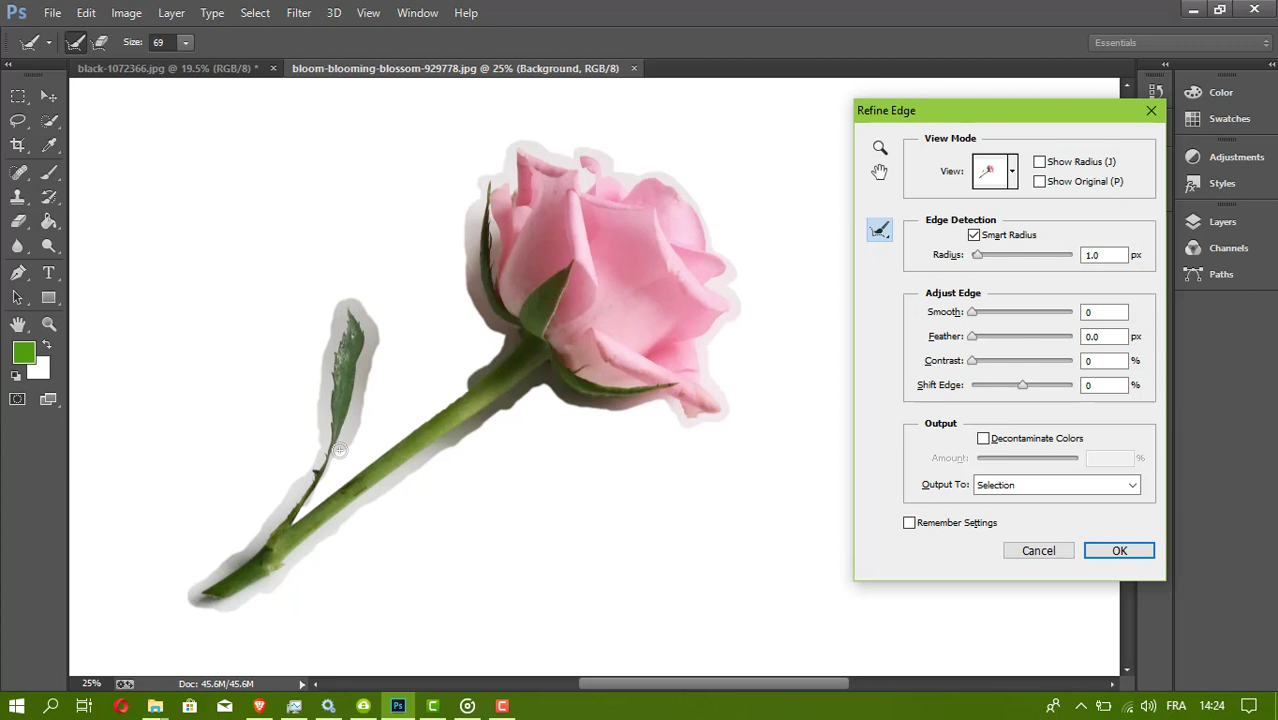 Ps File Edit Image Layer Type Select Filter 3D View Window Help
Size: 69
Essentials
black-1072366.jpg @ 19.5% (RGB/8) *
bloom-blooming-blossom-929778.jpg @ 25% (Background, RGB/8)
Refine Edge
View Mode
View:
Show Radius (J)
Show Original (P)
Edge Detection
Smart Radius
Radius: 1.0 px
Adjust Edge
Smooth: 0
Feather: 0.0 px
Contrast: 0 %
Shift Edge: 0 %
Output
Decontaminate Colors
Amount: %
Output To: Selection
Remember Settings
Cancel OK
Color
Swatches
Adjustments
Styles
Layers
Channels
Paths
25% Doc: 45.6M/45.6M
Ps
FRA 14:24